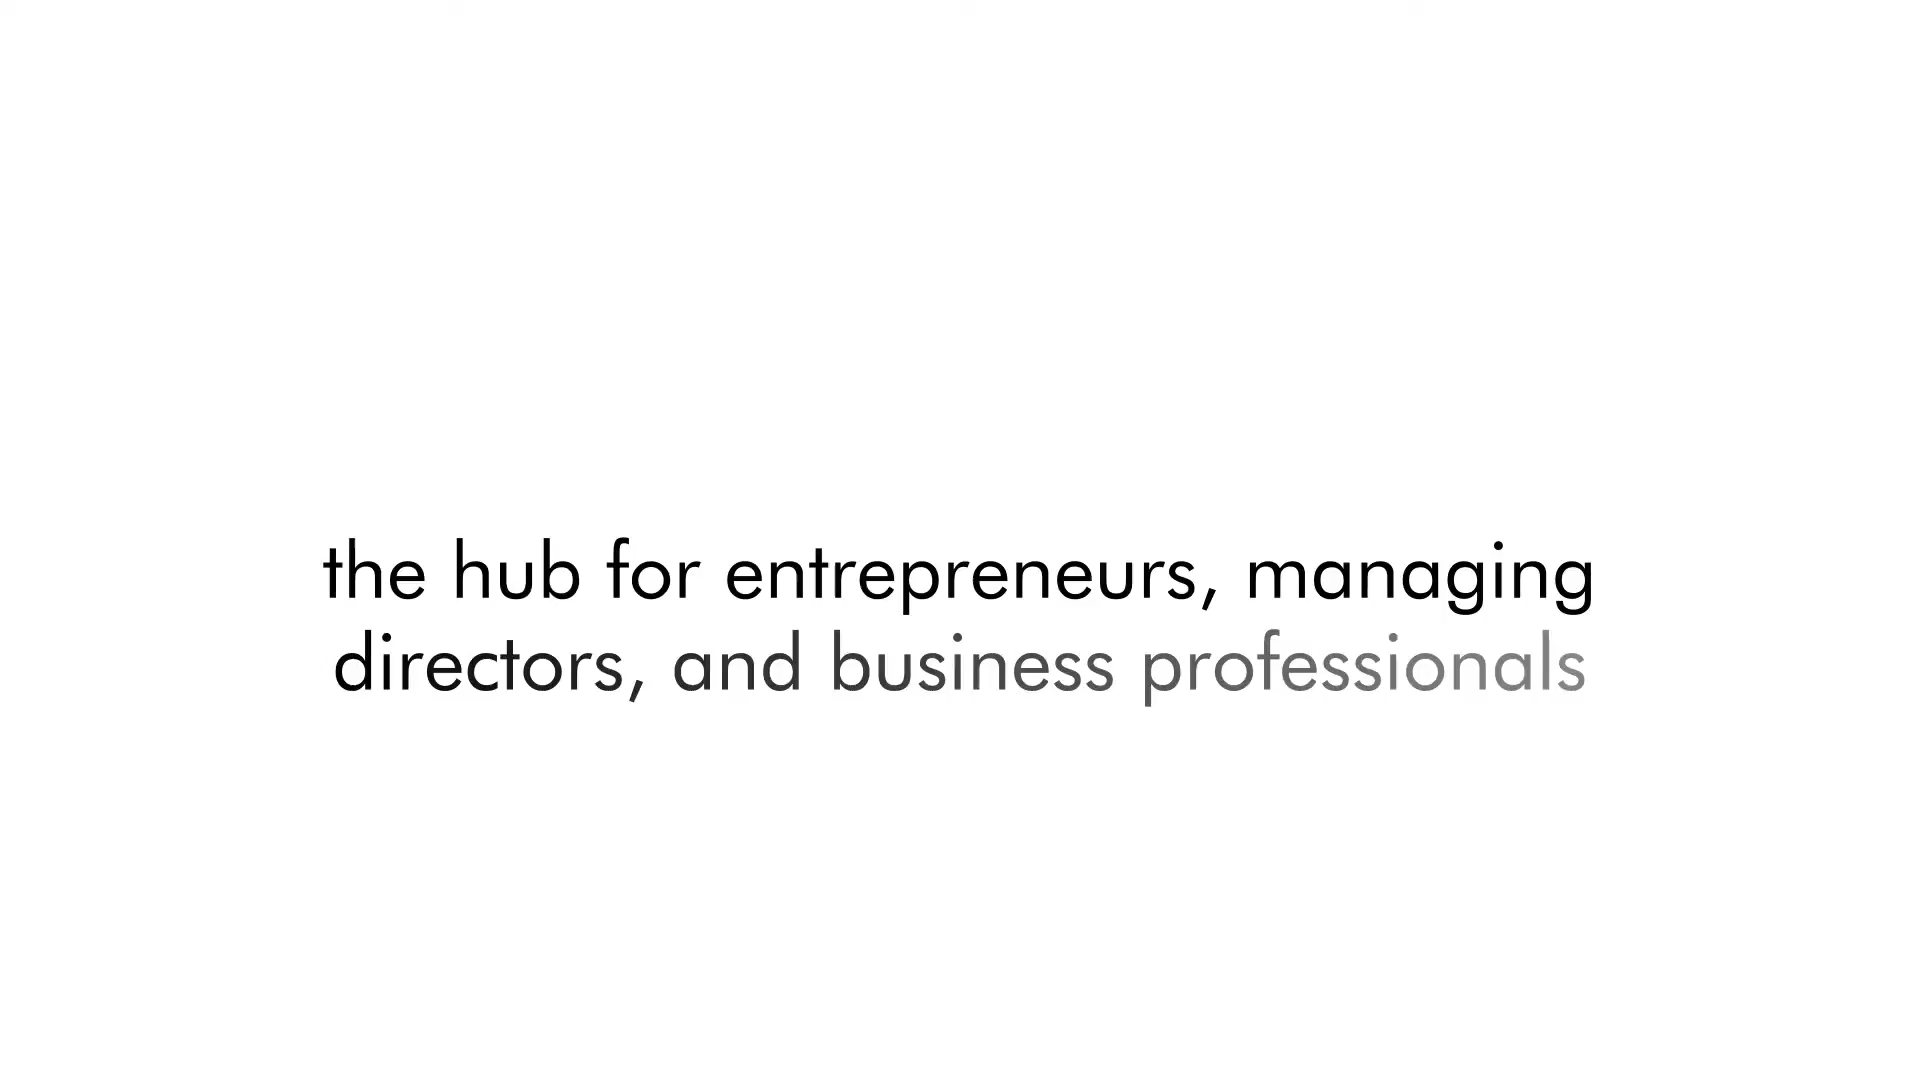 the hub for entrepreneurs, managing
directors, and business professionals